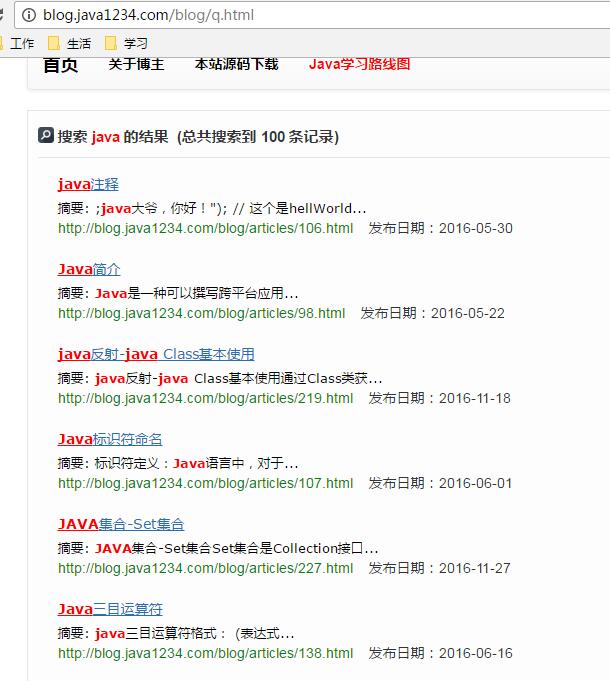 blog.java1234.com/blog/q.html
工作 生活 学习
首页 关于博主 本站源码下载 Java学习路线图
搜索 java 的结果 (总共搜索到 100 条记录)
java注释
摘要: ;java大爷，你好！"); // 这个是hellWorld...
http://blog.java1234.com/blog/articles/106.html 发布日期：2016-05-30
Java简介
摘要: Java是一种可以撰写跨平台应用...
http://blog.java1234.com/blog/articles/98.html 发布日期：2016-05-22
java反射-java Class基本使用
摘要: java反射-java Class基本使用通过Class类获...
http://blog.java1234.com/blog/articles/219.html 发布日期：2016-11-18
Java标识符命名
摘要: 标识符定义：Java语言中，对于...
http://blog.java1234.com/blog/articles/107.html 发布日期：2016-06-01
JAVA集合-Set集合
摘要: JAVA集合-Set集合Set集合是Collection接口...
http://blog.java1234.com/blog/articles/227.html 发布日期：2016-11-27
Java三目运算符
摘要: java三目运算符格式： (表达式...
http://blog.java1234.com/blog/articles/138.html 发布日期：2016-06-16